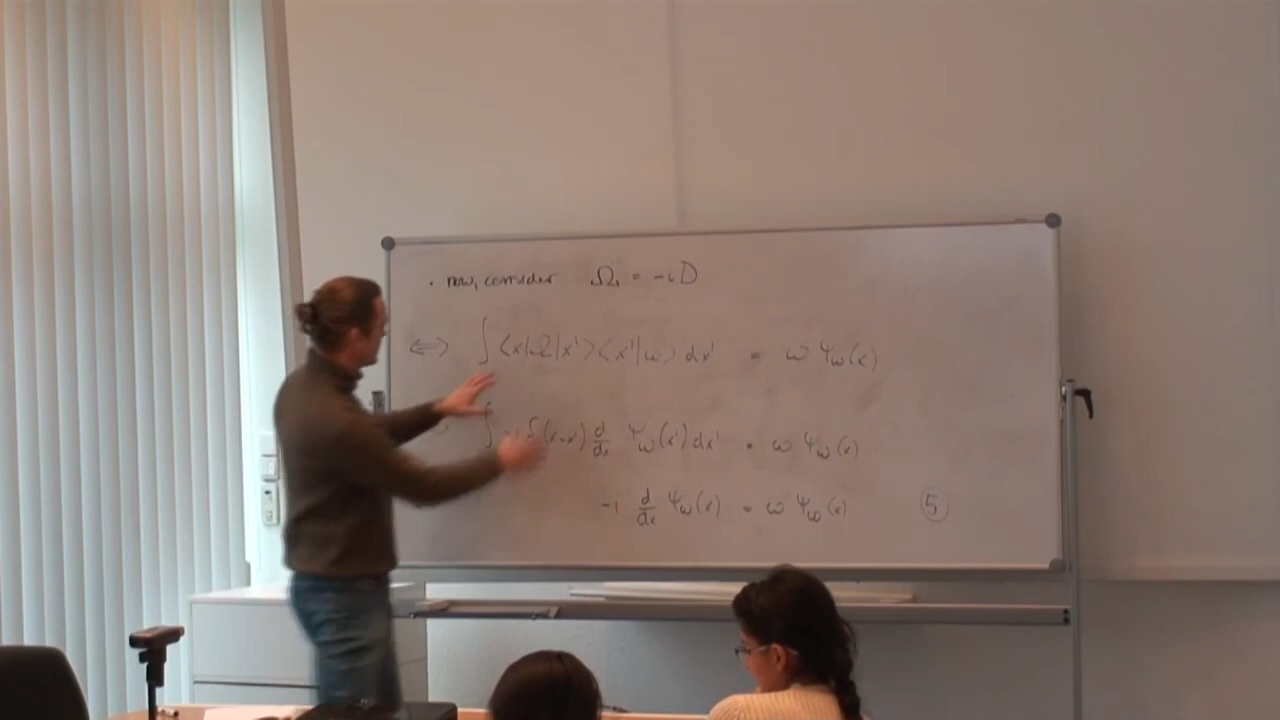 · now, consider Ω = -iD
⟺ ∫ ⟨x|Ω|x'⟩⟨x'|ω⟩ dx' = ω Ψω(x)
∫ -i δ(x-x') d/dx Ψω(x') dx' = ω Ψω(x)
-i d/dx Ψω(x) = ω Ψω(x) ⑤